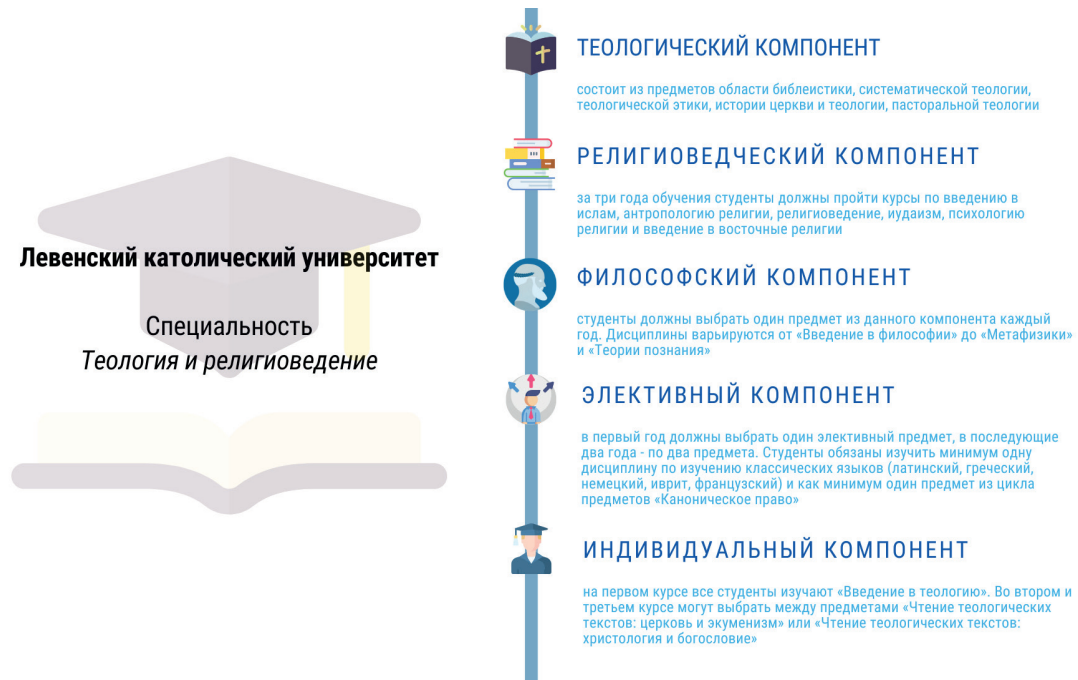 Левенский католический университет
Специальность
Теология и религиоведение
ТЕОЛОГИЧЕСКИЙ КОМПОНЕНТ
состоит из предметов области библеистики, систематической теологии,
теологической этики, истории церкви и теологии, пасторальной теологии
РЕЛИГИОВЕДЧЕСКИЙ КОМПОНЕНТ
за три года обучения студенты должны пройти курсы по введению в
ислам, антропологию религии, религиоведение, иудаизм, психологию
религии и введение в восточные религии
ФИЛОСОФСКИЙ КОМПОНЕНТ
студенты должны выбрать один предмет из данного компонента каждый
год. Дисциплины варьируются от «Введение в философии» до «Метафизики»
и «Теории познания»
ЭЛЕКТИВНЫЙ КОМПОНЕНТ
в первый год должны выбрать один элективный предмет, в последующие
два года - по два предмета. Студенты обязаны изучить минимум одну
дисциплину по изучению классических языков (латинский, греческий,
немецкий, иврит, французский) и как минимум один предмет из цикла
предметов «Каноническое право»
ИНДИВИДУАЛЬНЫЙ КОМПОНЕНТ
на первом курсе все студенты изучают «Введение в теологию». Во втором и
третьем курсе могут выбрать между предметами «Чтение теологических
текстов: церковь и экуменизм» или «Чтение теологических текстов:
христология и богословие»